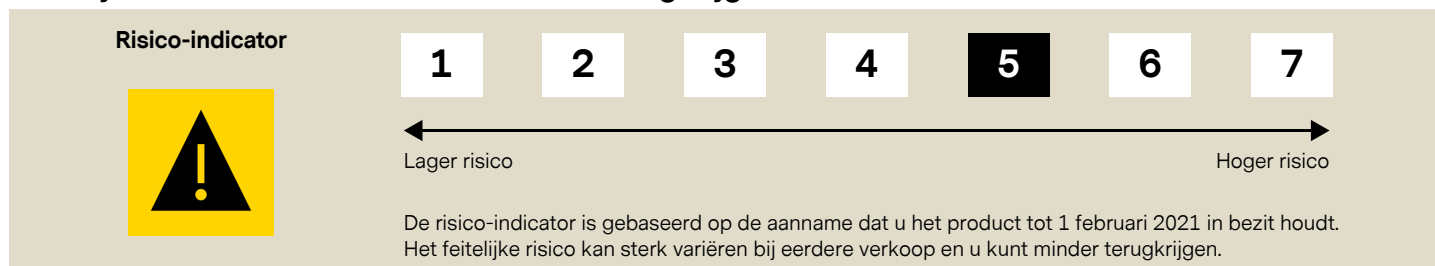 Risico-indicator
1 2 3 4 5 6 7
Lager risico Hoger risico
De risico-indicator is gebaseerd op de aanname dat u het product tot 1 februari 2021 in bezit houdt.
Het feitelijke risico kan sterk variëren bij eerdere verkoop en u kunt minder terugkrijgen.